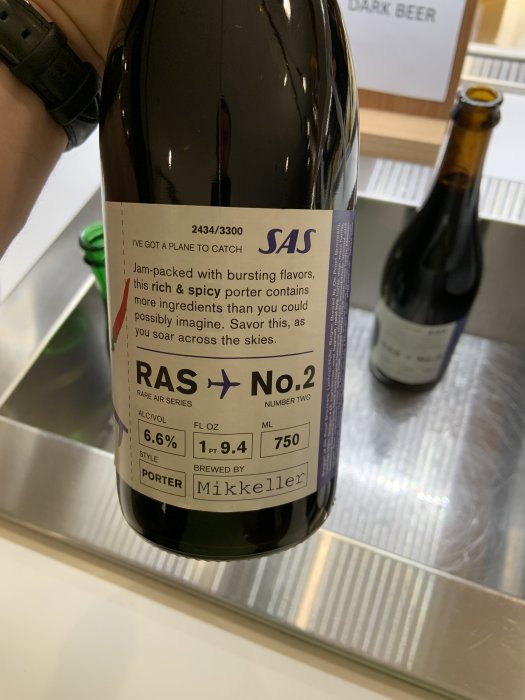 DARK BEER
2434/3300
I'VE GOT A PLANE TO CATCH
SAS
Jam-packed with bursting flavors,
this rich & spicy porter contains
more ingredients than you could
possibly imagine. Savor this, as
you soar across the skies.
RAS No.2
RARE AIR SERIES NUMBER TWO
ALC/VOL FL OZ ML
6.6% 1 PT 9.4 750
STYLE BREWED BY
PORTER Mikkeller